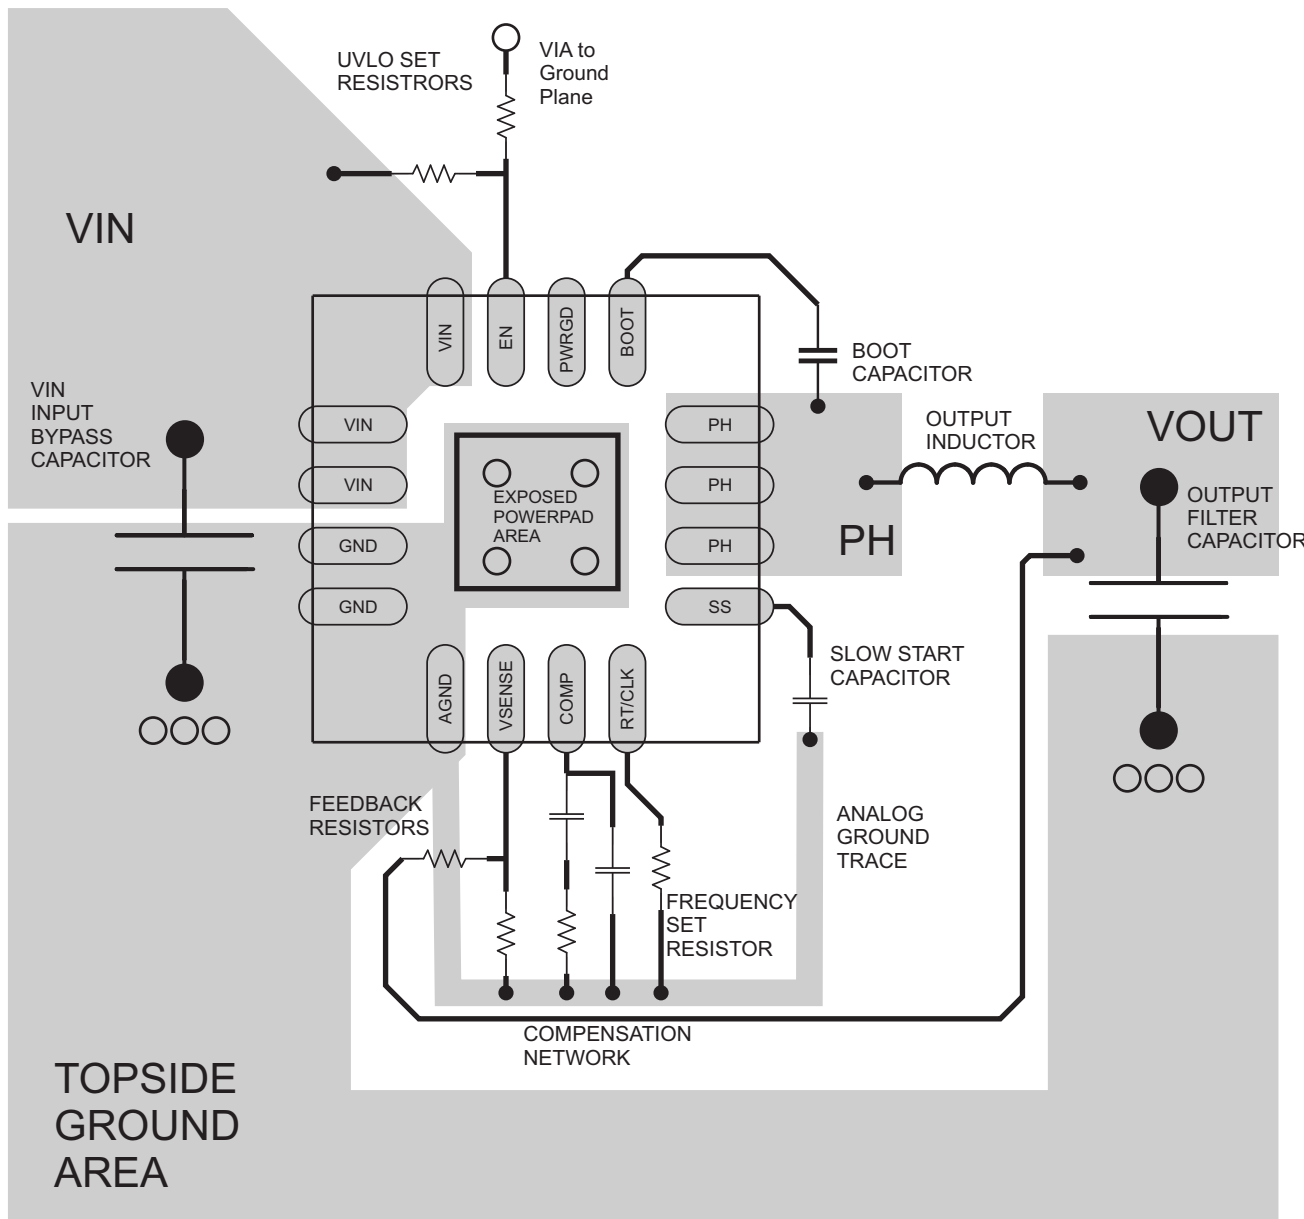 UVLO SET
RESISTRORS
VIA to
Ground
Plane
VIN
VIN
EN
PWRGD
BOOT
BOOT
CAPACITOR
VIN
INPUT
BYPASS
CAPACITOR
VIN
VIN
GND
GND
EXPOSED
POWERPAD
AREA
PH
PH
PH
SS
PH
OUTPUT
INDUCTOR
VOUT
OUTPUT
FILTER
CAPACITOR
AGND
VSENSE
COMP
RT/CLK
SLOW START
CAPACITOR
FEEDBACK
RESISTORS
ANALOG
GROUND
TRACE
FREQUENCY
SET
RESISTOR
COMPENSATION
NETWORK
TOPSIDE
GROUND
AREA